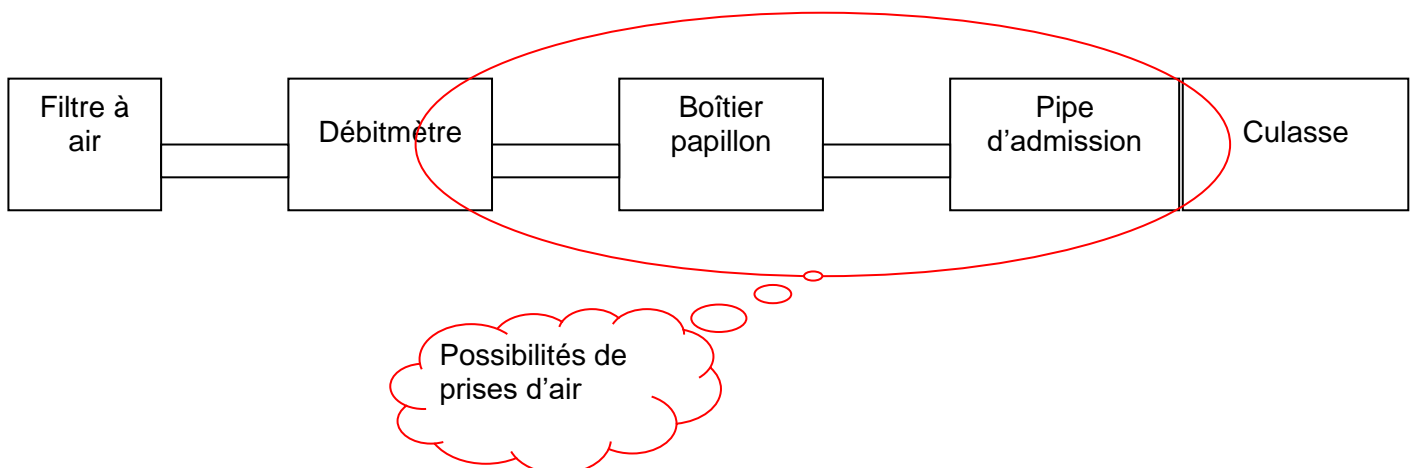 Filtre à
air
Débitmètre
Boîtier
papillon
Pipe
d'admission
Culasse
Possibilités de
prises d'air